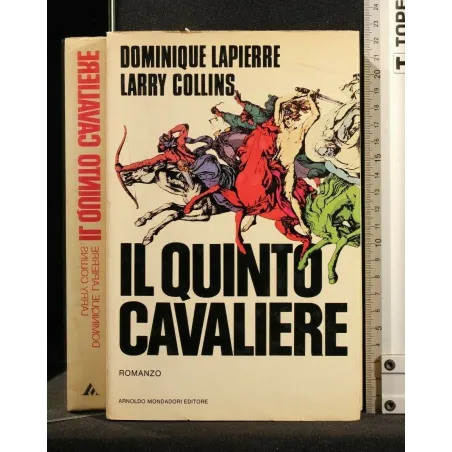 DOMINIQUE LAPIERRE
LARRY COLLINS
IL QUINTO
CAVALIERE
ROMANZO
ARNOLDO MONDADORI EDITORE
DOMINIQUE LAPIERRE
LARRY COLLINS
IL QUINTO CAVALIERE